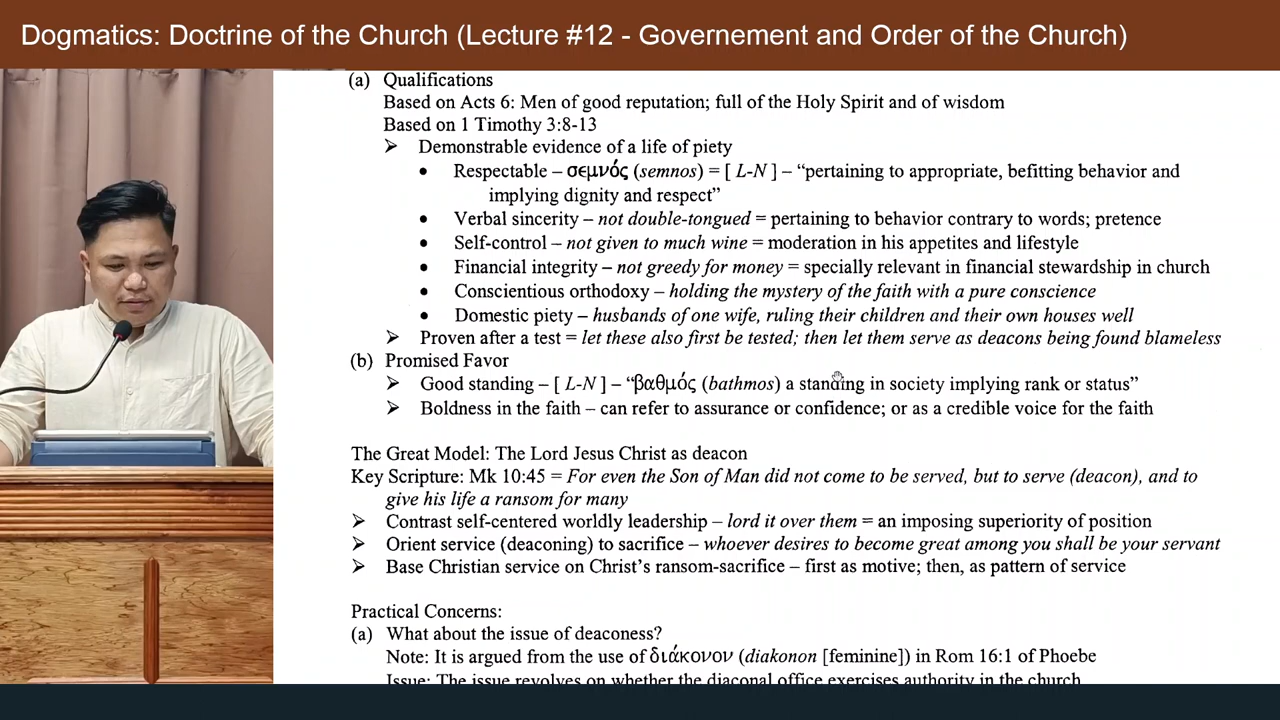 Dogmatics: Doctrine of the Church (Lecture #12 - Governement and Order of the Church)
(a) Qualifications
Based on Acts 6: Men of good reputation; full of the Holy Spirit and of wisdom
Based on 1 Timothy 3:8-13
➢ Demonstrable evidence of a life of piety
• Respectable – σεμνός (semnos) = [ L-N ] – “pertaining to appropriate, befitting behavior and
implying dignity and respect”
• Verbal sincerity – not double-tongued = pertaining to behavior contrary to words; pretence
• Self-control – not given to much wine = moderation in his appetites and lifestyle
• Financial integrity – not greedy for money = specially relevant in financial stewardship in church
• Conscientious orthodoxy – holding the mystery of the faith with a pure conscience
• Domestic piety – husbands of one wife, ruling their children and their own houses well
➢ Proven after a test = let these also first be tested; then let them serve as deacons being found blameless
(b) Promised Favor
➢ Good standing – [ L-N ] – “βαθμός (bathmos) a standing in society implying rank or status”
➢ Boldness in the faith – can refer to assurance or confidence; or as a credible voice for the faith
The Great Model: The Lord Jesus Christ as deacon
Key Scripture: Mk 10:45 = For even the Son of Man did not come to be served, but to serve (deacon), and to
give his life a ransom for many
➢ Contrast self-centered worldly leadership – lord it over them = an imposing superiority of position
➢ Orient service (deaconing) to sacrifice – whoever desires to become great among you shall be your servant
➢ Base Christian service on Christ’s ransom-sacrifice – first as motive; then, as pattern of service
Practical Concerns:
(a) What about the issue of deaconess?
Note: It is argued from the use of διάκονον (diakonon [feminine]) in Rom 16:1 of Phoebe
Issue: The issue revolves on whether the diaconal office exercises authority in the church